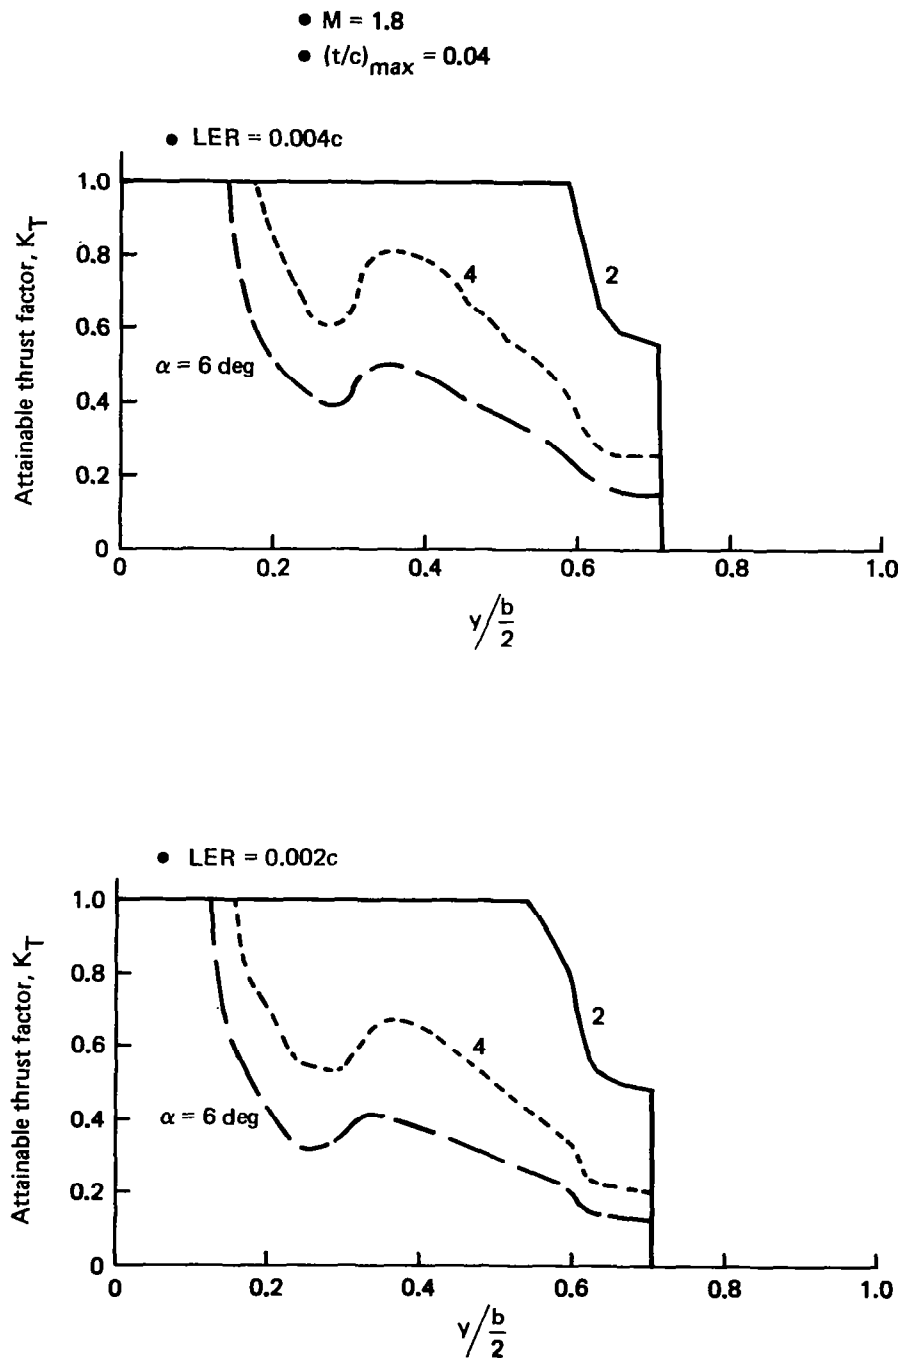 • M = 1.8
• (t/c)max = 0.04
• LER = 0.004c
Attainable thrust factor, KT
1.0
0.8
0.6
0.4
0.2
0
4
2
α = 6 deg
0 0.2 0.4 0.6 0.8 1.0
y/b/2
• LER = 0.002c
Attainable thrust factor, KT
1.0
0.8
0.6
0.4
0.2
0
2
4
α = 6 deg
0 0.2 0.4 0.6 0.8 1.0
y/b/2